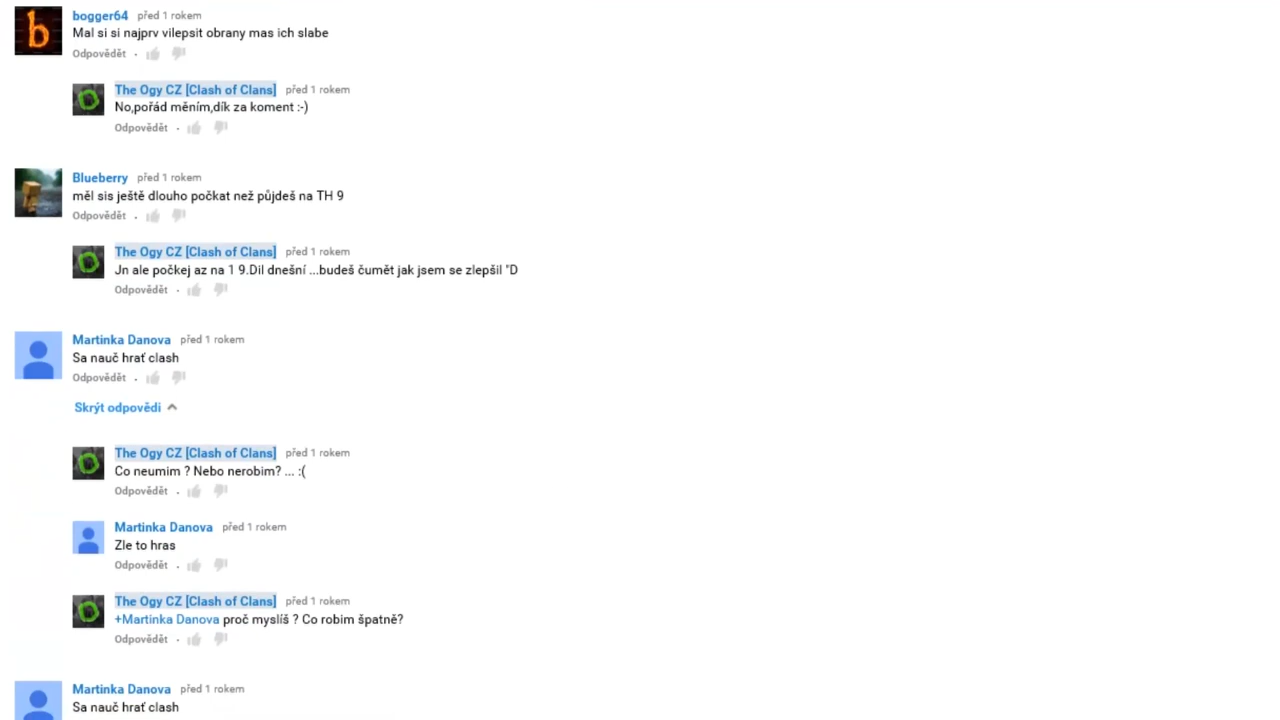 bogger64 před 1 rokem
Mal si si najprv vilepsit obrany mas ich slabe
Odpovědět
The Ogy CZ [Clash of Clans] před 1 rokem
No,pořád měním,dík za koment :-)
Odpovědět
Blueberry před 1 rokem
měl sis ještě dlouho počkat než půjdeš na TH 9
Odpovědět
The Ogy CZ [Clash of Clans] před 1 rokem
Jn ale počkej az na 1 9.Dil dnešní ...budeš čumět jak jsem se zlepšil "D
Odpovědět
Martinka Danova před 1 rokem
Sa nauč hrať clash
Odpovědět
Skrýt odpovědi
The Ogy CZ [Clash of Clans] před 1 rokem
Co neumim ? Nebo nerobim? ... :(
Odpovědět
Martinka Danova před 1 rokem
Zle to hras
Odpovědět
The Ogy CZ [Clash of Clans] před 1 rokem
+Martinka Danova proč myslíš ? Co robim špatně?
Odpovědět
Martinka Danova před 1 rokem
Sa nauč hrať clash